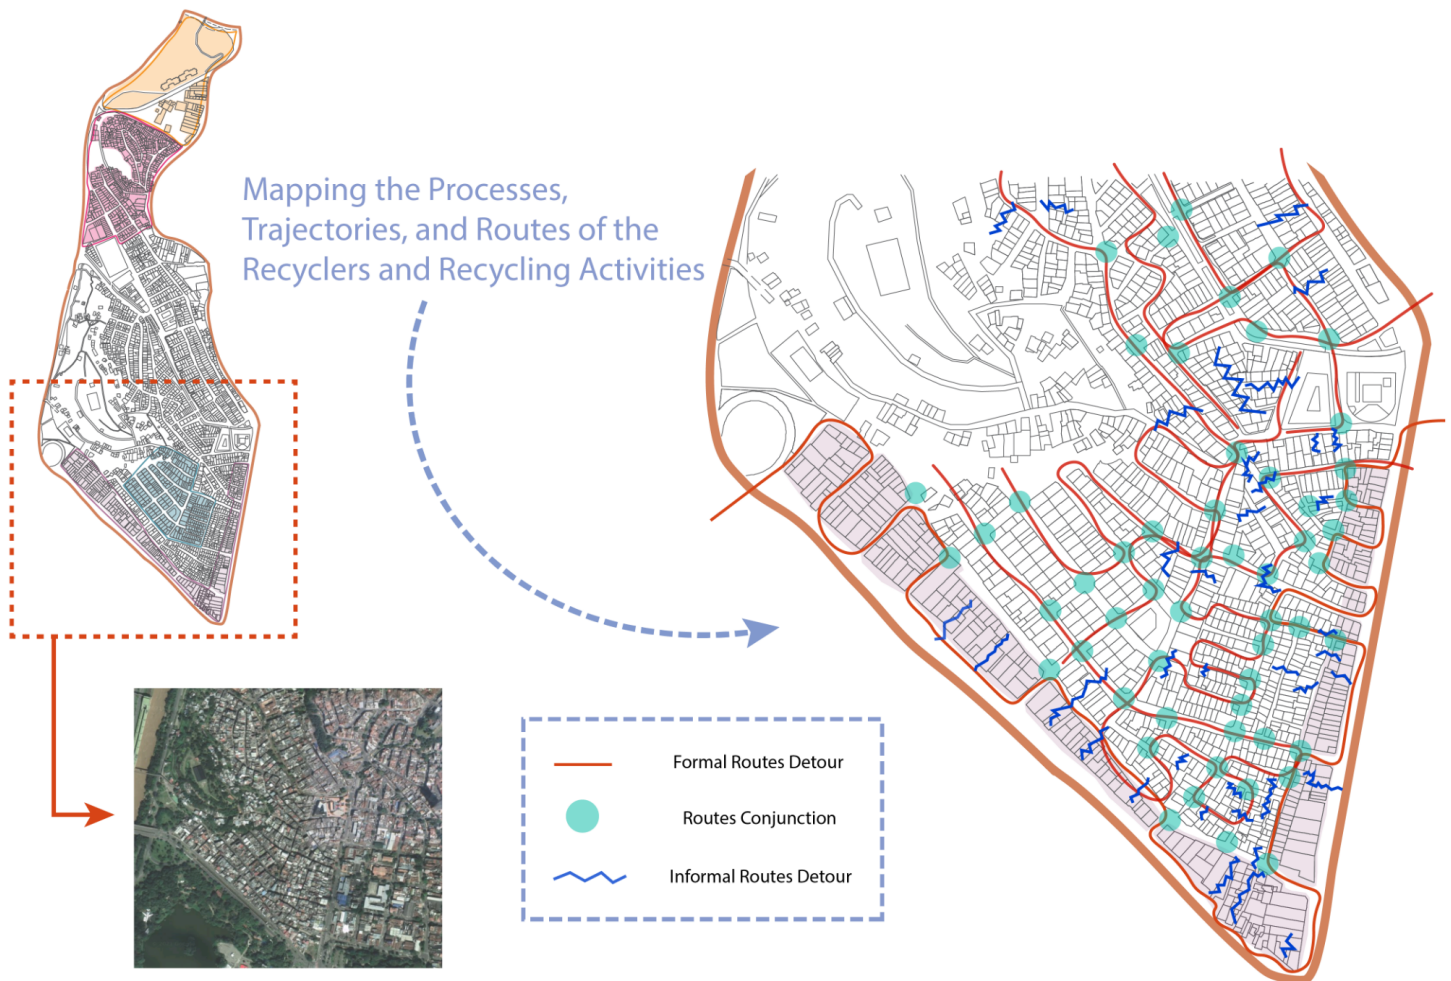 Mapping the Processes,
Trajectories, and Routes of the
Recyclers and Recycling Activities
Formal Routes Detour
Routes Conjunction
Informal Routes Detour